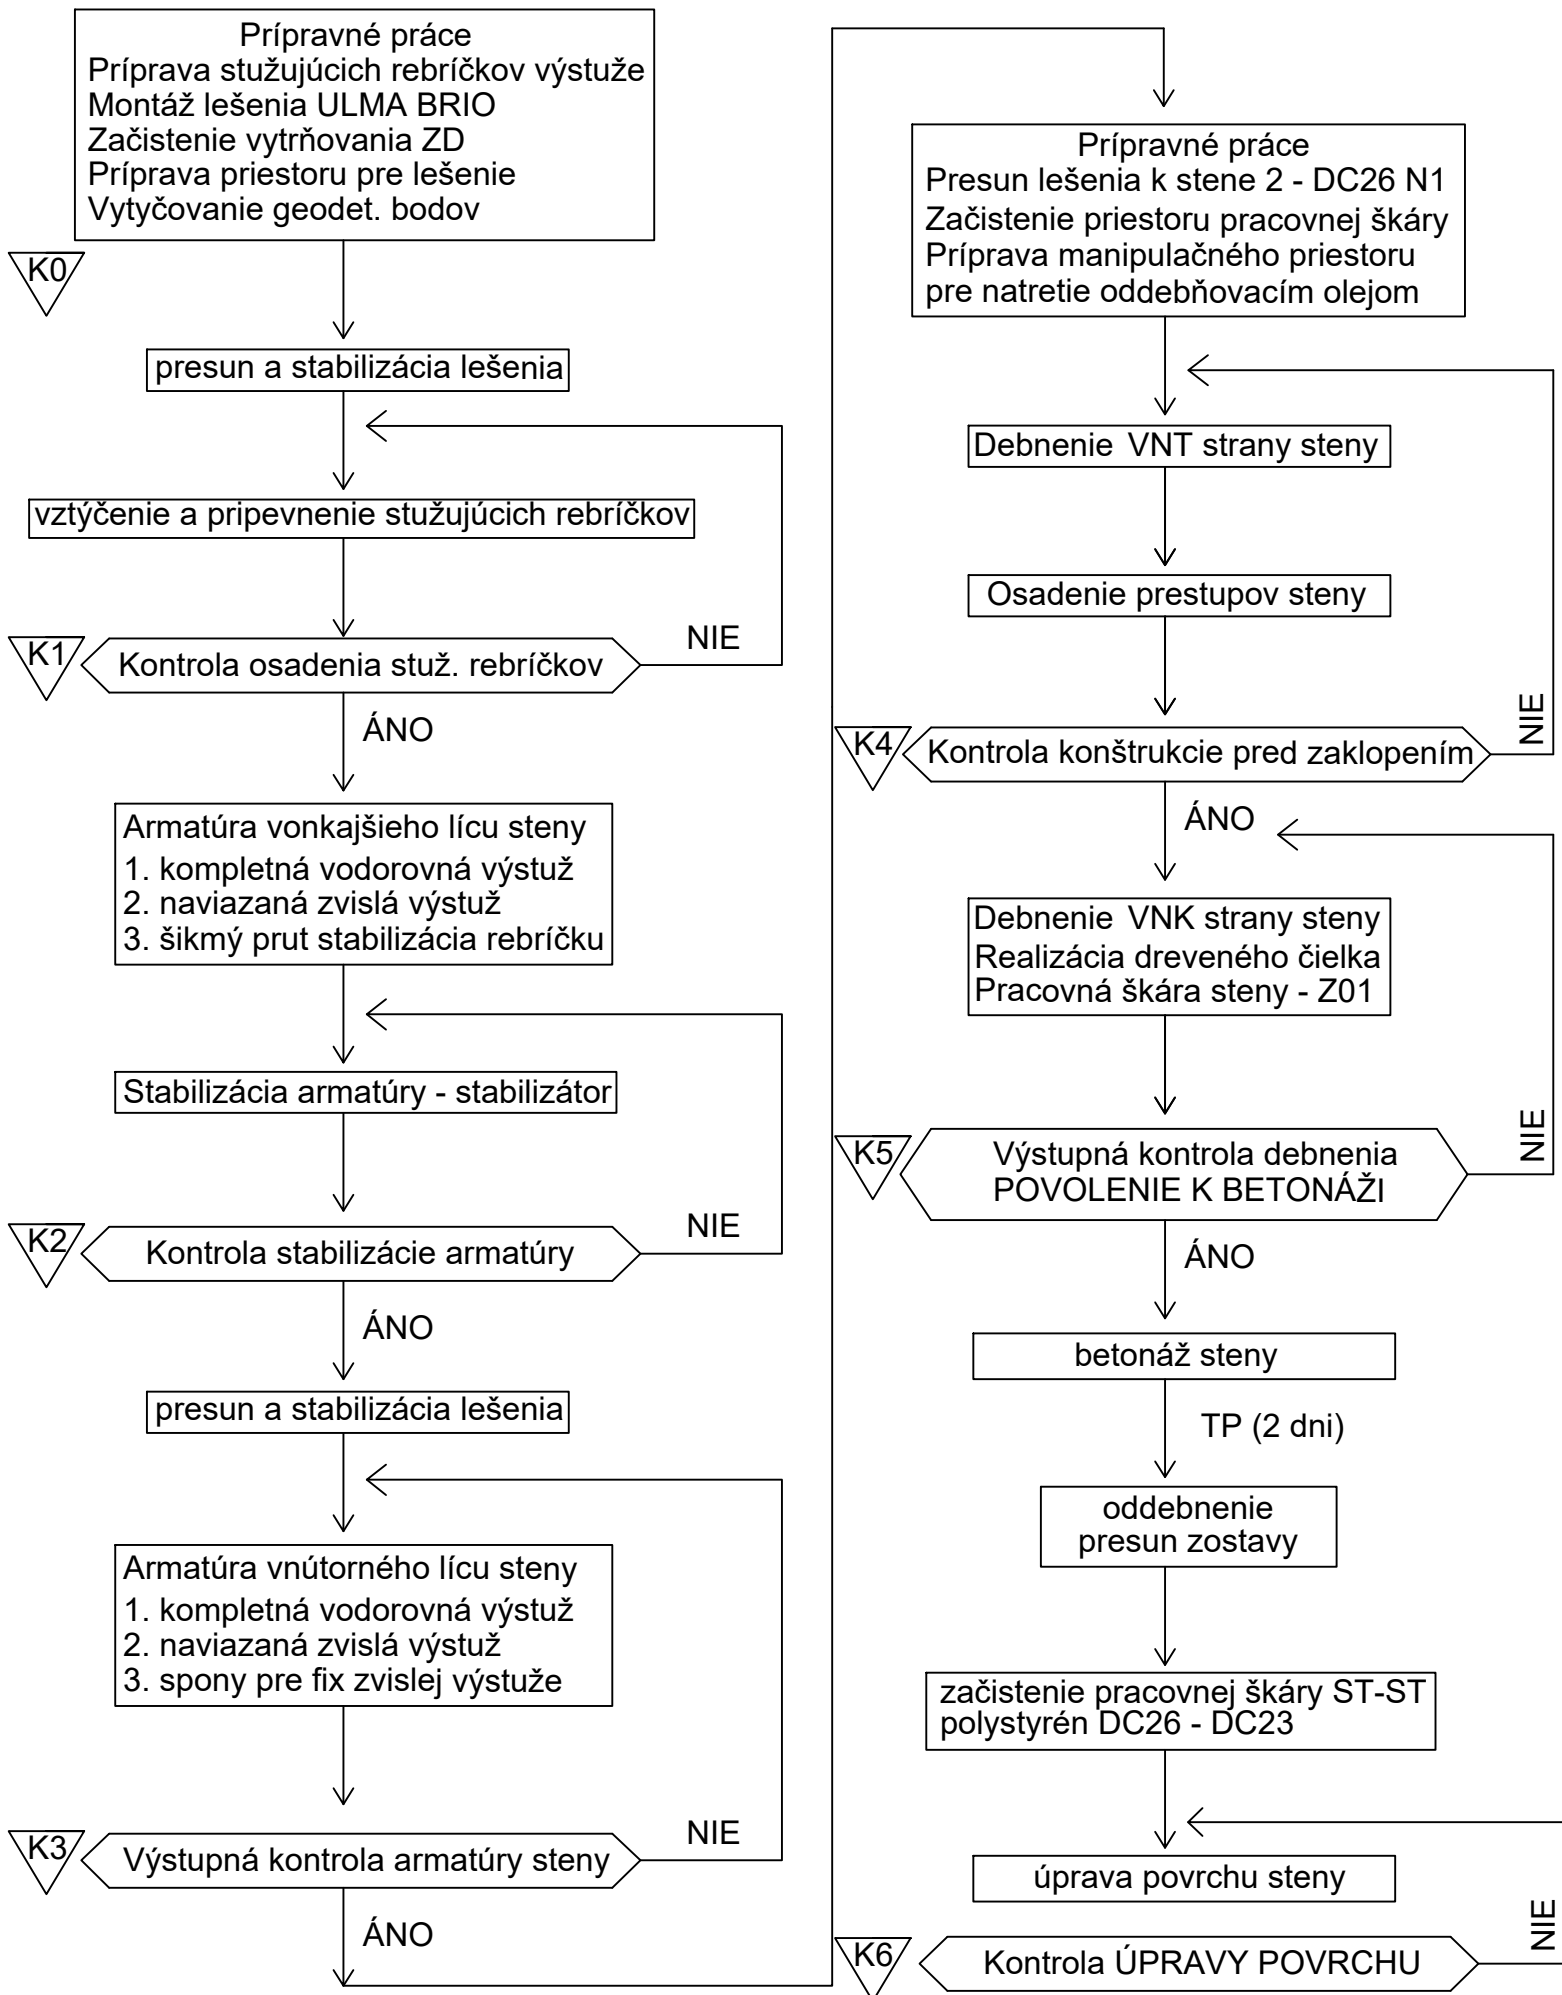 Prípravné práce
Príprava stužujúcich rebríčkov výstuže
Montáž lešenia ULMA BRIO
Začistenie vytrňovania ZD
Príprava priestoru pre lešenie
Vytyčovanie geodet. bodov
K0
presun a stabilizácia lešenia
vztýčenie a pripevnenie stužujúcich rebríčkov
K1
Kontrola osadenia stuž. rebríčkov
NIE
ÁNO
Armatúra vonkajšieho lícu steny
1. kompletná vodorovná výstuž
2. naviazaná zvislá výstuž
3. šikmý prut stabilizácia rebríčku
Stabilizácia armatúry - stabilizátor
K2
Kontrola stabilizácie armatúry
NIE
ÁNO
presun a stabilizácia lešenia
Armatúra vnútorného lícu steny
1. kompletná vodorovná výstuž
2. naviazaná zvislá výstuž
3. spony pre fix zvislej výstuže
K3
Výstupná kontrola armatúry steny
NIE
ÁNO
Prípravné práce
Presun lešenia k stene 2 - DC26 N1
Začistenie priestoru pracovnej škáry
Príprava manipulačného priestoru
pre natretie oddebňovacím olejom
Debnenie VNT strany steny
Osadenie prestupov steny
K4
Kontrola konštrukcie pred zaklopením
NIE
ÁNO
Debnenie VNK strany steny
Realizácia dreveného čielka
Pracovná škára steny - Z01
K5
Výstupná kontrola debnenia
POVOLENIE K BETONÁŽI
NIE
ÁNO
betonáž steny
TP (2 dni)
oddebnenie
presun zostavy
začistenie pracovnej škáry ST-ST
polystyrén DC26 - DC23
úprava povrchu steny
K6
Kontrola ÚPRAVY POVRCHU
NIE